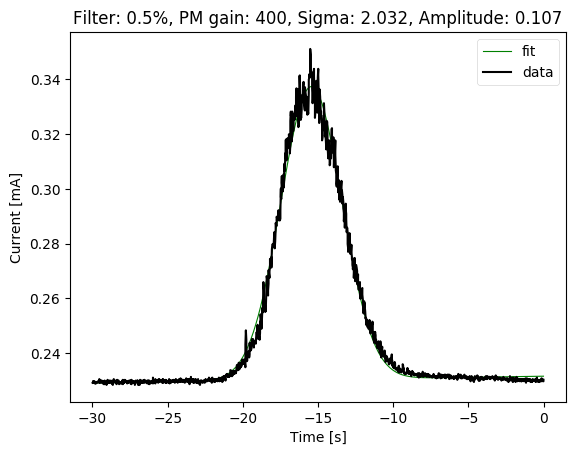 Filter: 0.5%, PM gain: 400, Sigma: 2.032, Amplitude: 0.107
fit
data
0.34
0.32
0.30
0.28
0.26
0.24
Current [mA]
−30
−25
−20
−15
−10
−5
0
Time [s]